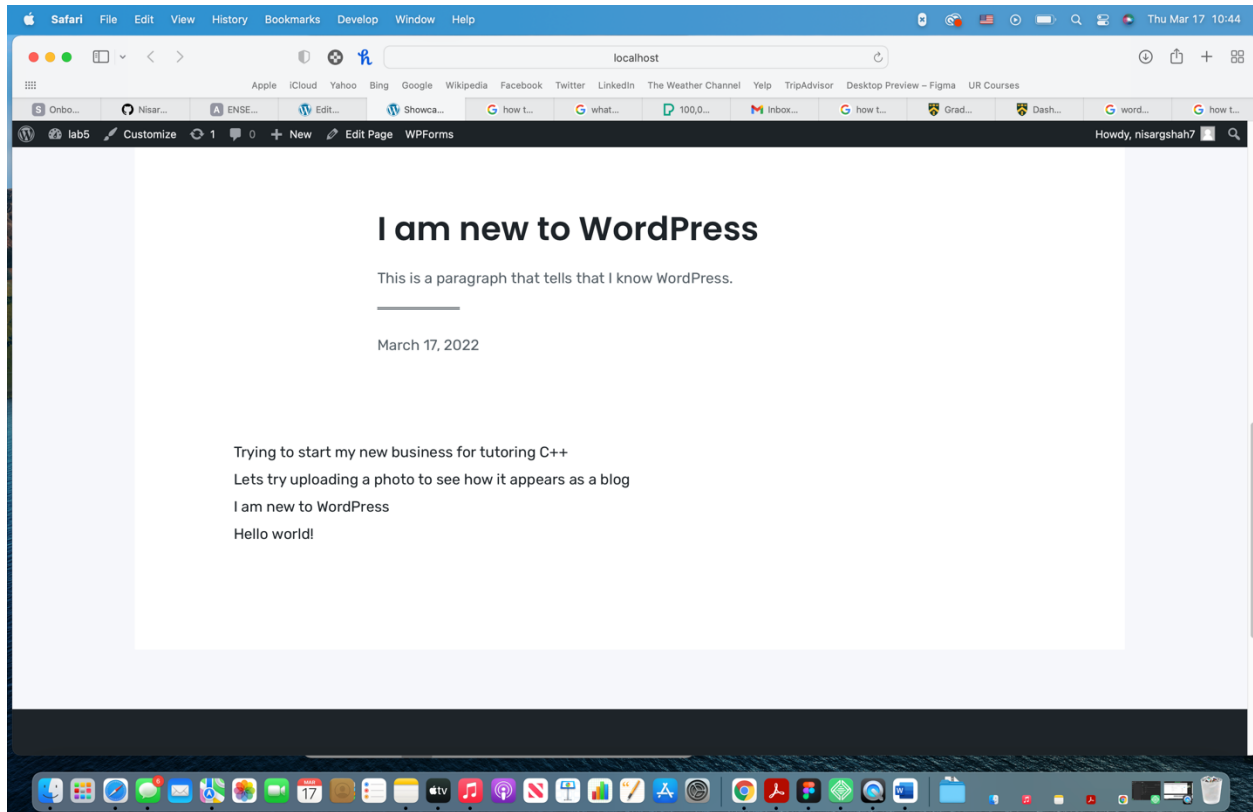 Safari File Edit View History Bookmarks Develop Window Help Thu Mar 17 10:44
localhost
Apple iCloud Yahoo Bing Google Wikipedia Facebook Twitter LinkedIn The Weather Channel Yelp TripAdvisor Desktop Preview – Figma UR Courses
S Onbo... Nisar... A ENSE... Edit... Showca... G how t... G what... 100,0... Inbox... G how t... Grad... Dash... G word... G how t...
lab5 Customize 1 0 + New Edit Page WPForms Howdy, nisargshah7
I am new to WordPress
This is a paragraph that tells that I know WordPress.
March 17, 2022
Trying to start my new business for tutoring C++
Lets try uploading a photo to see how it appears as a blog
I am new to WordPress
Hello world!
MAR
6 17 tv